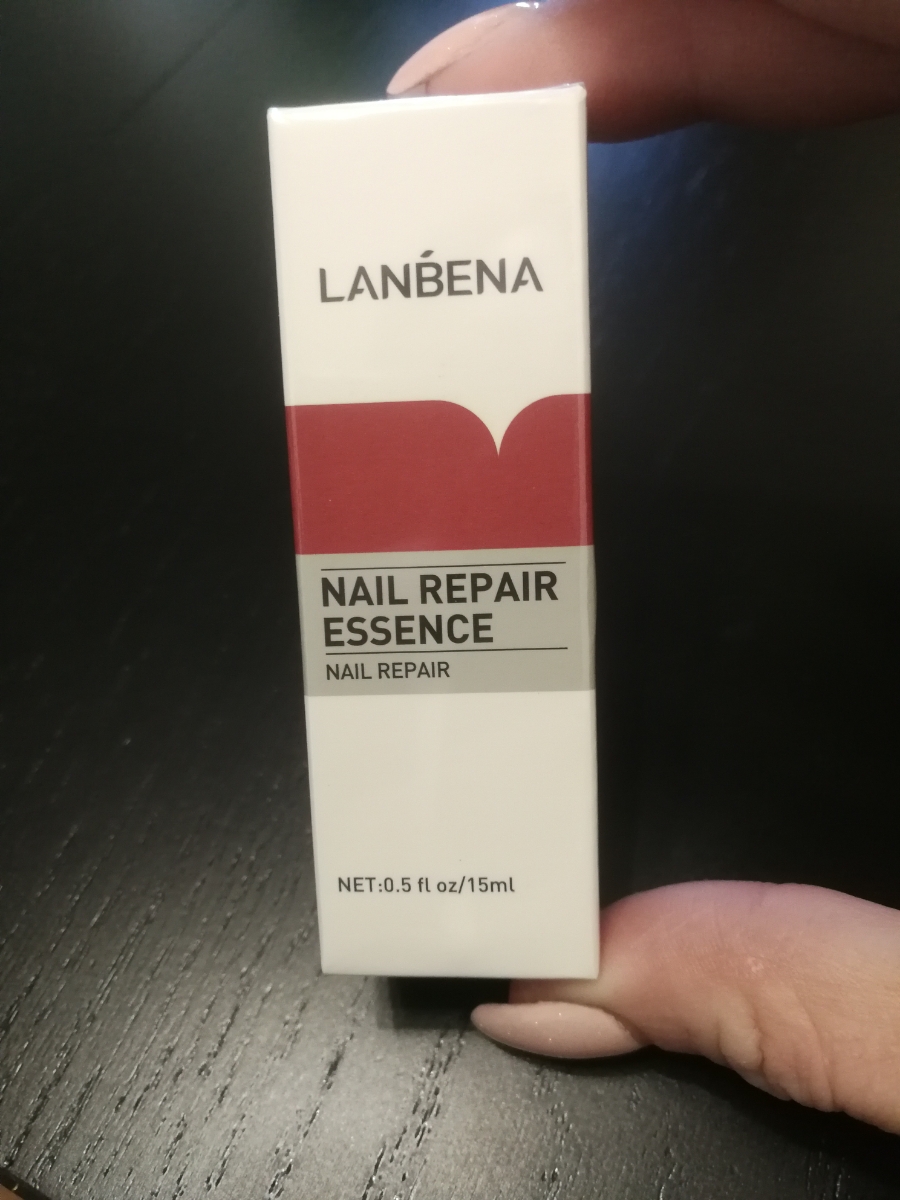 LANBENA
NAIL REPAIR
ESSENCE
NAIL REPAIR
NET:0.5 fl oz/15ml